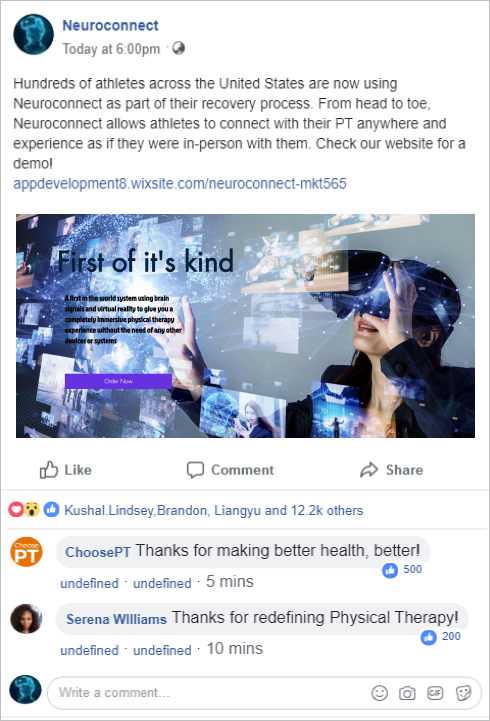 Neuroconnect
Today at 6:00pm ·
Hundreds of athletes across the United States are now using
Neuroconnect as part of their recovery process. From head to toe,
Neuroconnect allows athletes to connect with their PT anywhere and
experience as if they were in-person with them. Check our website for a
demo!
appdevelopment8.wixsite.com/neuroconnect-mkt565
First of it's kind
A first in the world system using brain
signals and virtual reality to give you a
completely immersive physical therapy
experience without the need of any other
devices or systems
Order Now
Like Comment Share
Kushal.Lindsey,Brandon, Liangyu and 12.2k others
Choose
PT
ChoosePT Thanks for making better health, better!
500
undefined · undefined · 5 mins
Serena WIlliams Thanks for redefining Physical Therapy!
200
undefined · undefined · 10 mins
Write a comment...
GIF